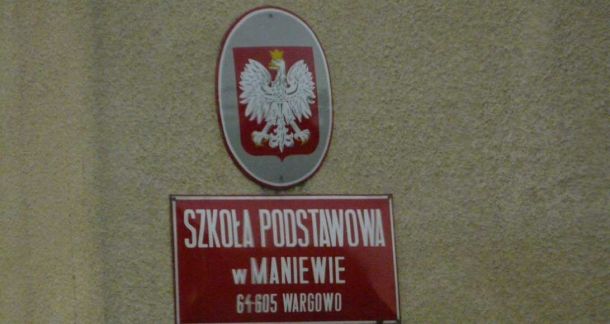 SZKOŁA PODSTAWOWA
w MANIEWIE
64-605 WARGOWO